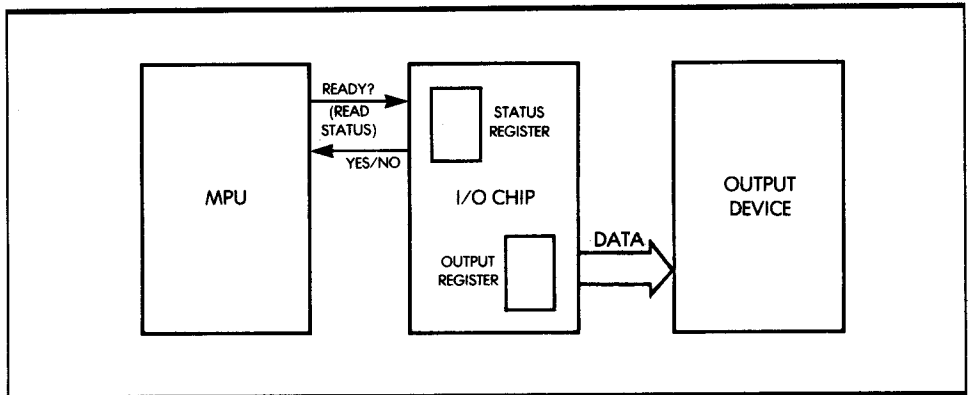 READY?
(READ
STATUS)
YES/NO
MPU
STATUS
REGISTER
I/O CHIP
OUTPUT
REGISTER
DATA
OUTPUT
DEVICE